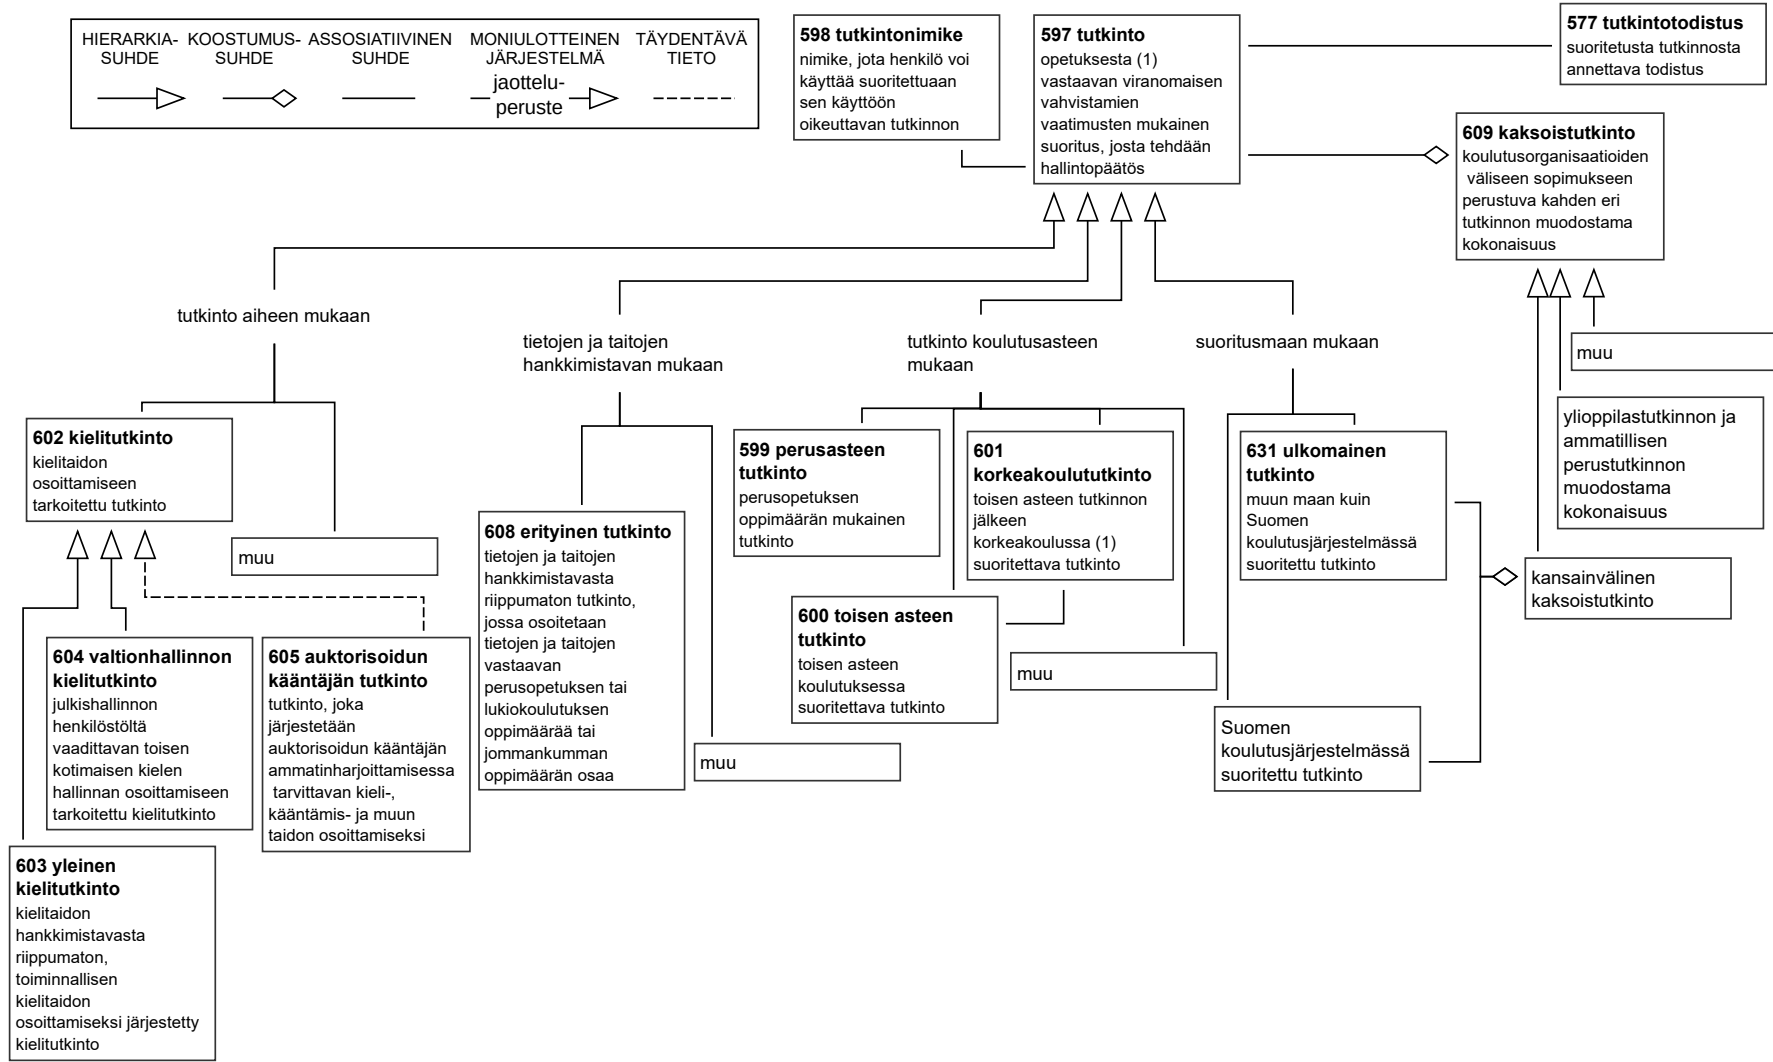 HIERARKIA-
SUHDE
KOOSTUMUS-
SUHDE
ASSOSIATIIVINEN
SUHDE
MONIULOTTEINEN
JÄRJESTELMÄ
TÄYDENTÄVÄ
TIETO
jaottelu-
peruste
598 tutkintonimike
nimike, jota henkilö voi
käyttää suoritettuaan
sen käyttöön
oikeuttavan tutkinnon
597 tutkinto
opetuksesta (1)
vastaavan viranomaisen
vahvistamien
vaatimusten mukainen
suoritus, josta tehdään
hallintopäätös
577 tutkintotodistus
suoritetusta tutkinnosta
annettava todistus
609 kaksoistutkinto
koulutusorganisaatioiden
väliseen sopimukseen
perustuva kahden eri
tutkinnon muodostama
kokonaisuus
tutkinto aiheen mukaan
tietojen ja taitojen
hankkimistavan mukaan
tutkinto koulutusasteen
mukaan
suoritusmaan mukaan
muu
ylioppilastutkinnon ja
ammatillisen
perustutkinnon
muodostama
kokonaisuus
602 kielitutkinto
kielitaidon
osoittamiseen
tarkoitettu tutkinto
muu
608 erityinen tutkinto
tietojen ja taitojen
hankkimistavasta
riippumaton tutkinto,
jossa osoitetaan
tietojen ja taitojen
vastaavan
perusopetuksen tai
lukiokoulutuksen
oppimäärää tai
jommankumman
oppimäärän osaa
muu
599 perusasteen
tutkinto
perusopetuksen
oppimäärän mukainen
tutkinto
601
korkeakoulututkinto
toisen asteen tutkinnon
jälkeen
korkeakoulussa (1)
suoritettava tutkinto
600 toisen asteen
tutkinto
toisen asteen
koulutuksessa
suoritettava tutkinto
muu
631 ulkomainen
tutkinto
muun maan kuin
Suomen
koulutusjärjestelmässä
suoritettu tutkinto
kansainvälinen
kaksoistutkinto
Suomen
koulutusjärjestelmässä
suoritettu tutkinto
604 valtionhallinnon
kielitutkinto
julkishallinnon
henkilöstöltä
vaadittavan toisen
kotimaisen kielen
hallinnan osoittamiseen
tarkoitettu kielitutkinto
605 auktorisoidun
kääntäjän tutkinto
tutkinto, joka
järjestetään
auktorisoidun kääntäjän
ammatinharjoittamisessa
tarvittavan kieli-,
kääntämis- ja muun
taidon osoittamiseksi
603 yleinen
kielitutkinto
kielitaidon
hankkimistavasta
riippumaton,
toiminnallisen
kielitaidon
osoittamiseksi järjestetty
kielitutkinto